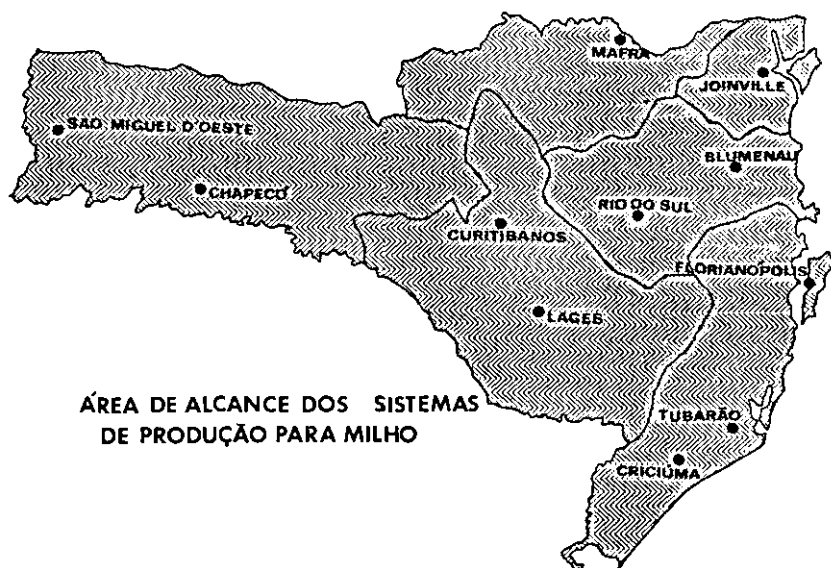 MAFRA
JOINVILLE
SÃO MIGUEL D'OESTE
BLUMENAU
CHAPECÓ
RIO DO SUL
CURITIBANOS
FLORIANÓPOLIS
LAGES
ÁREA DE ALCANCE DOS SISTEMAS
DE PRODUÇÃO PARA MILHO
TUBARÃO
CRICIÚMA